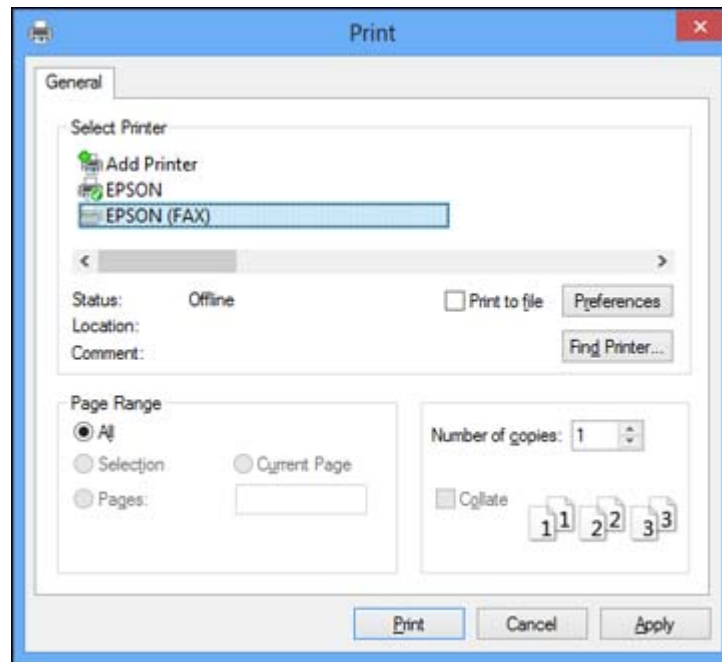 Print
General
Select Printer
Add Printer
EPSON
EPSON (FAX)
Status: Offline
Print to file
Preferences
Location:
Comment:
Find Printer...
Page Range
All
Selection
Current Page
Pages:
Number of copies: 1
Collate
1 1 2 2 3 3
Print
Cancel
Apply